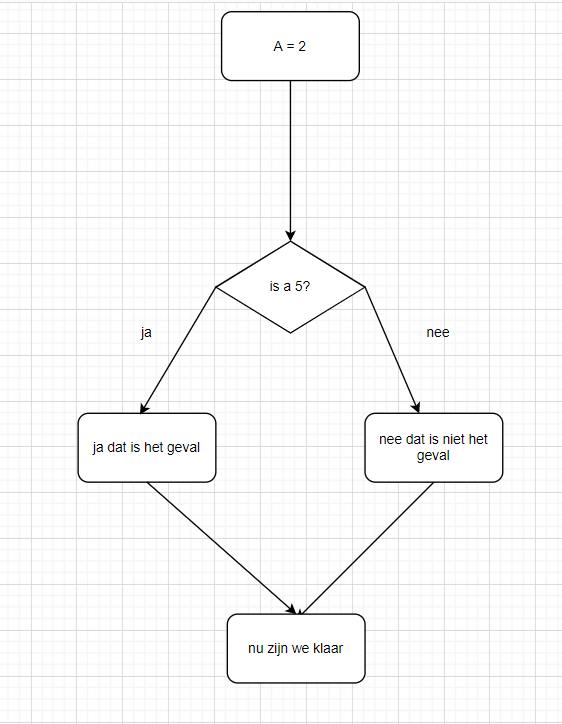 A = 2
is a 5?
ja
nee
ja dat is het geval
nee dat is niet het
geval
nu zijn we klaar